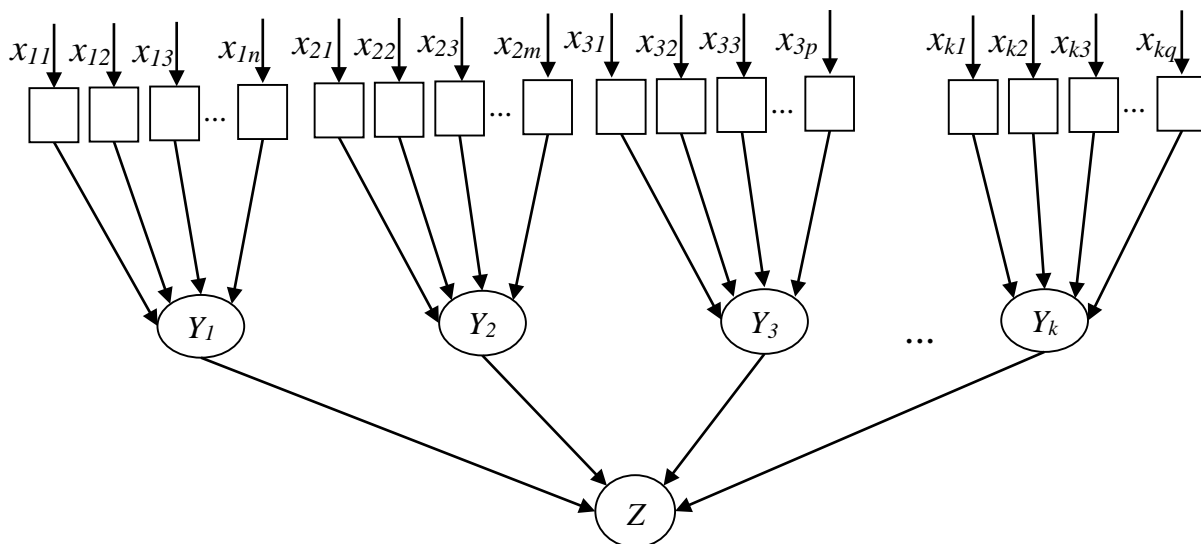 x11 x12 x13 x1n x21 x22 x23 x2m x31 x32 x33 x3p xk1 xk2 xk3 xkq
... ... ... ...
Y1 Y2 Y3 ... Yk
Z